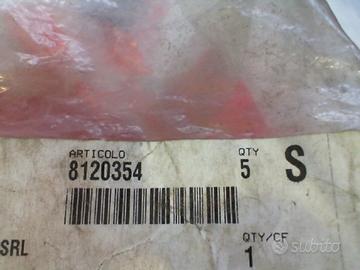 ARTICOLO QTY
8120354 5 S
QTY/CF
SRL 1
subito